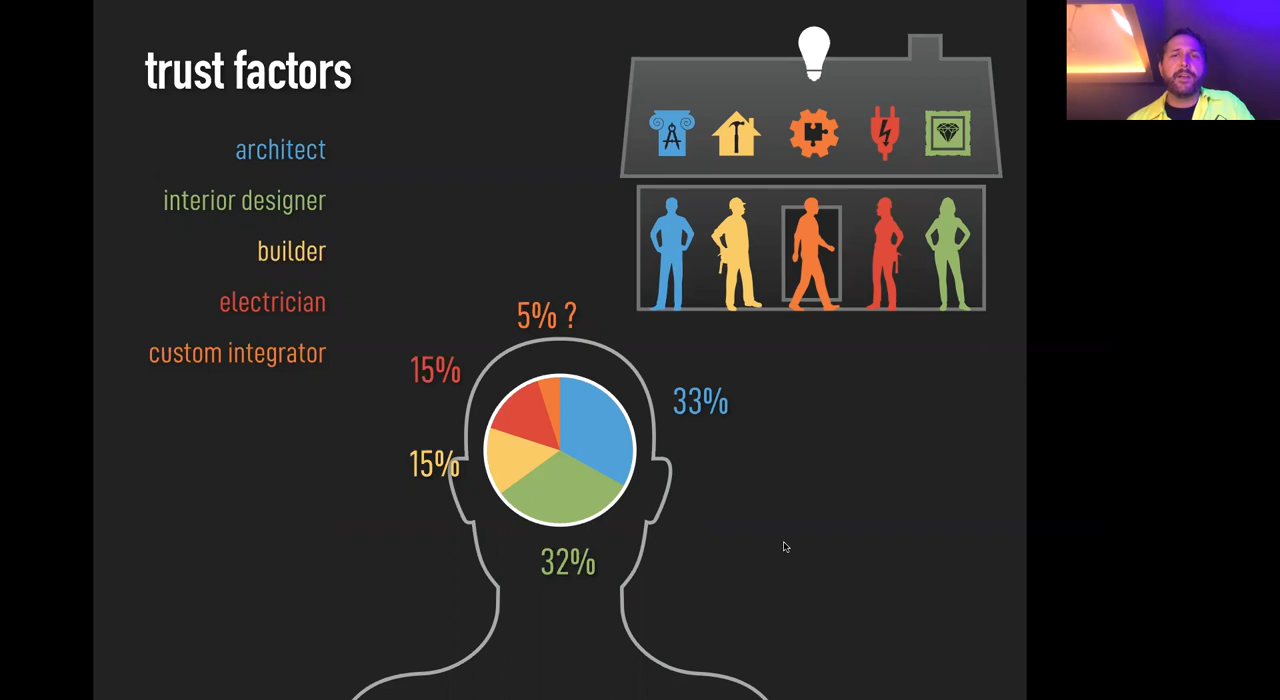 trust factors
architect
interior designer
builder
electrician
custom integrator
5% ?
15%
33%
15%
32%